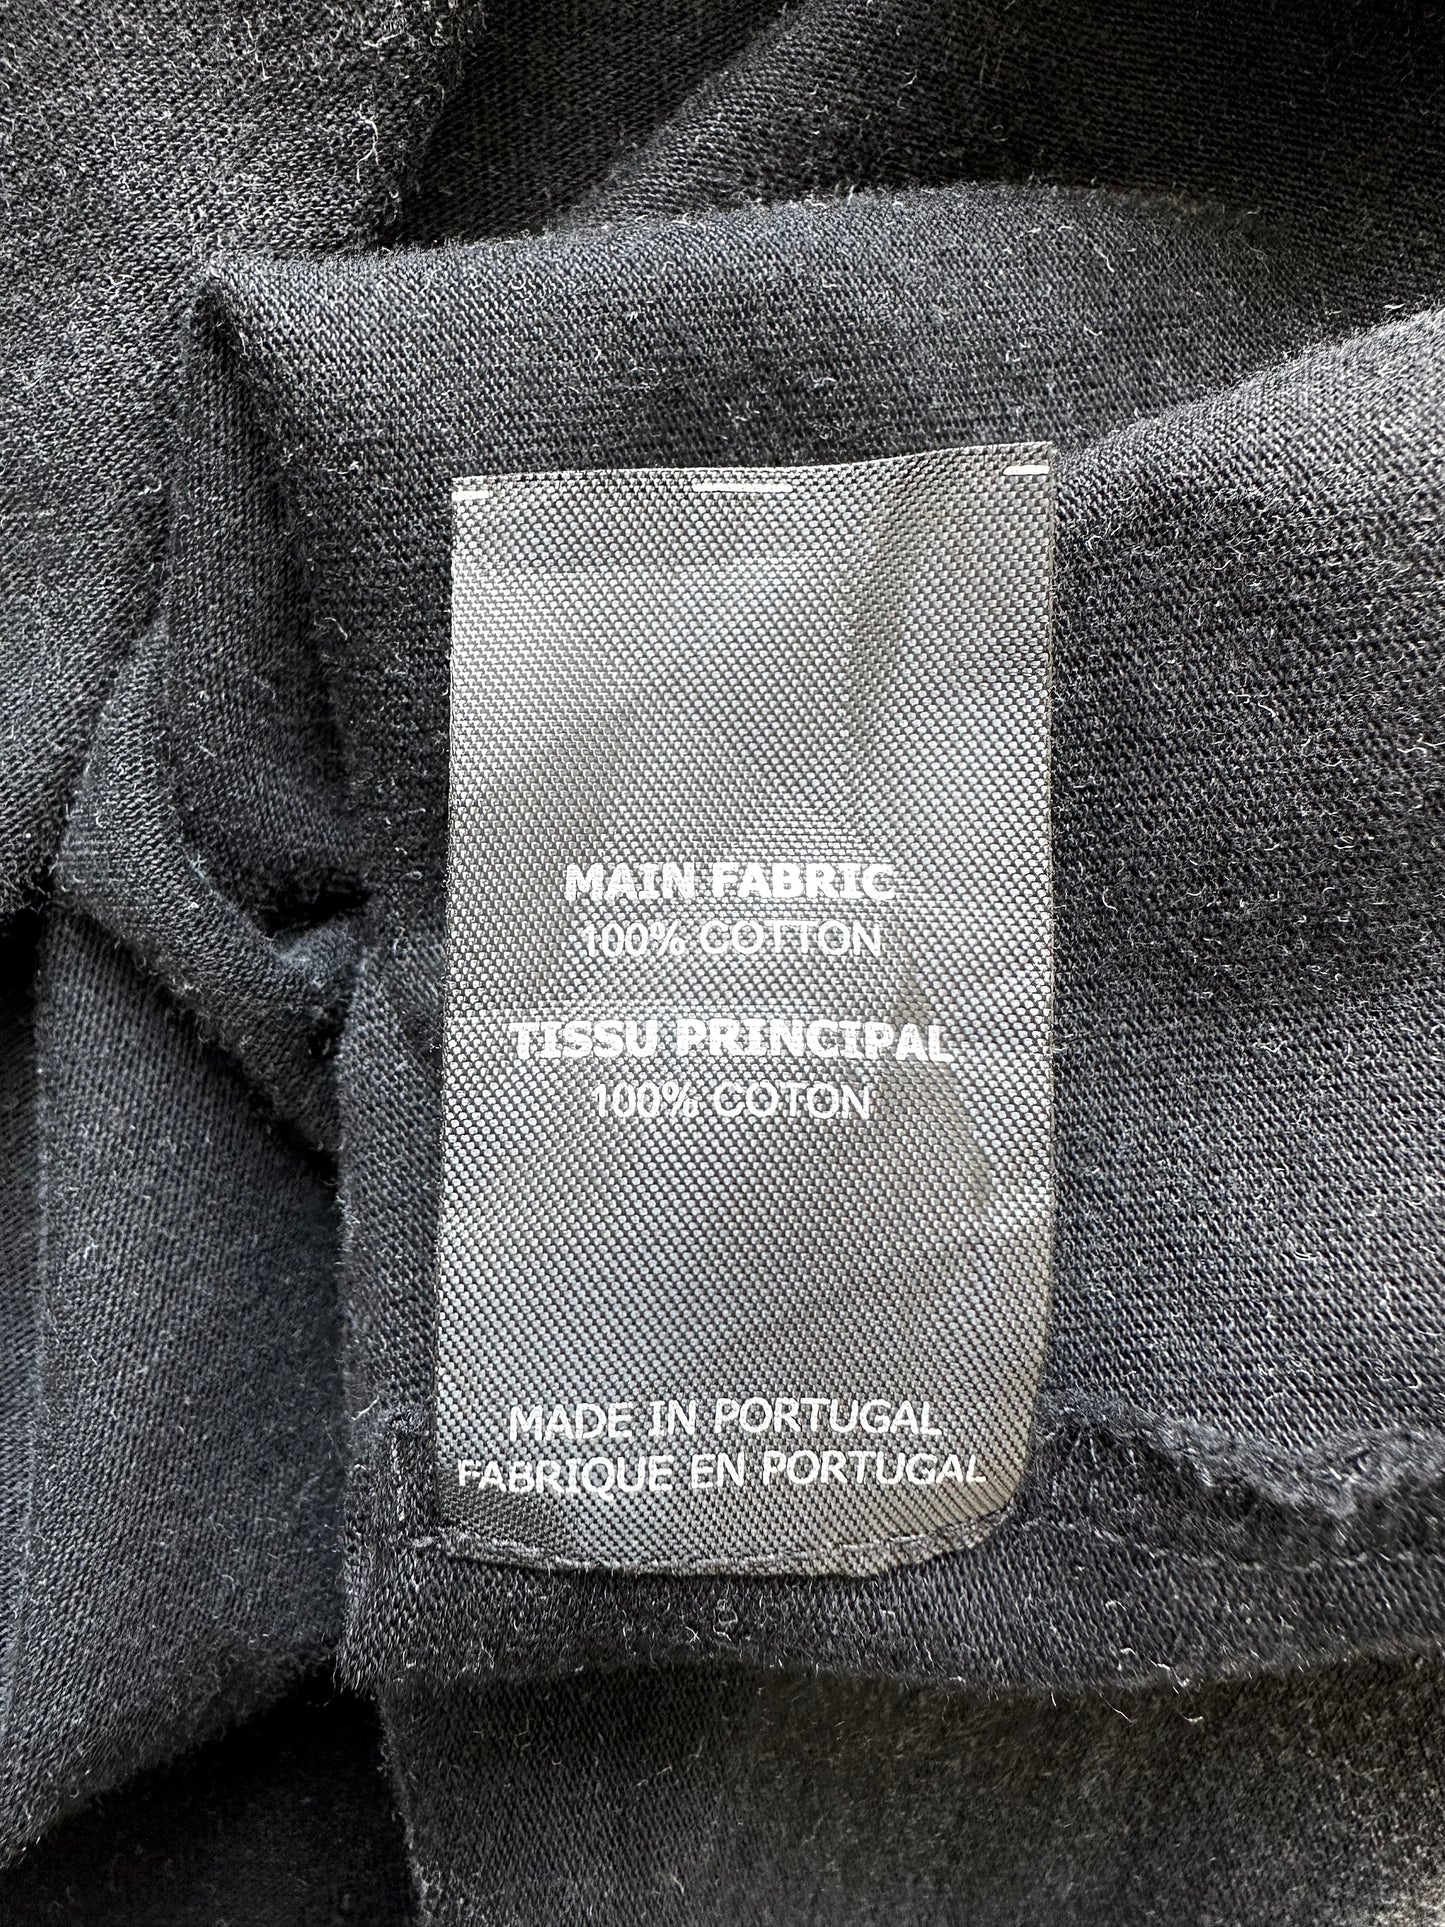 MAIN FABRIC
100% COTTON
TISSU PRINCIPAL
100% COTON
MADE IN PORTUGAL
FABRIQUE EN PORTUGAL